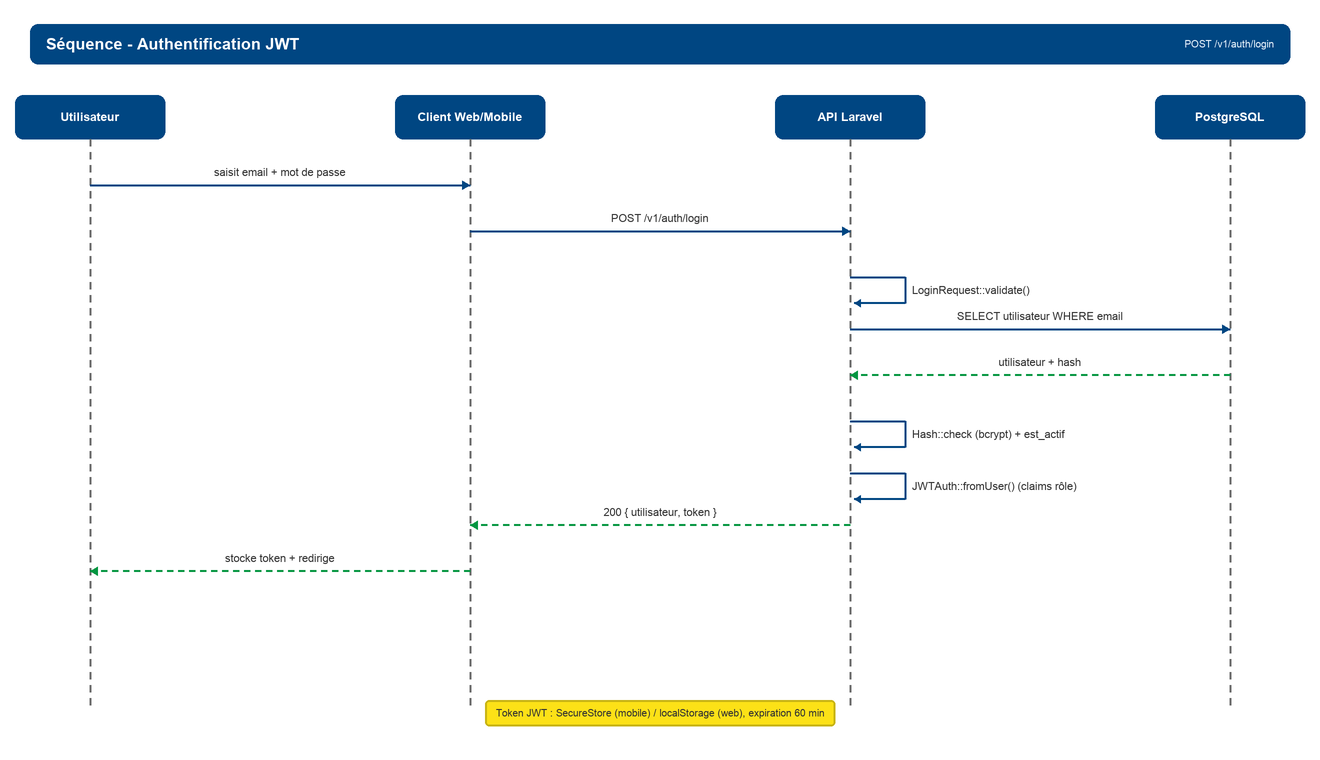 Séquence - Authentification JWT
POST /v1/auth/login
Utilisateur
Client Web/Mobile
API Laravel
PostgreSQL
saisit email + mot de passe
POST /v1/auth/login
LoginRequest::validate()
SELECT utilisateur WHERE email
utilisateur + hash
Hash::check (bcrypt) + est_actif
JWTAuth::fromUser() (claims rôle)
200 { utilisateur, token }
stocke token + redirige
Token JWT : SecureStore (mobile) / localStorage (web), expiration 60 min